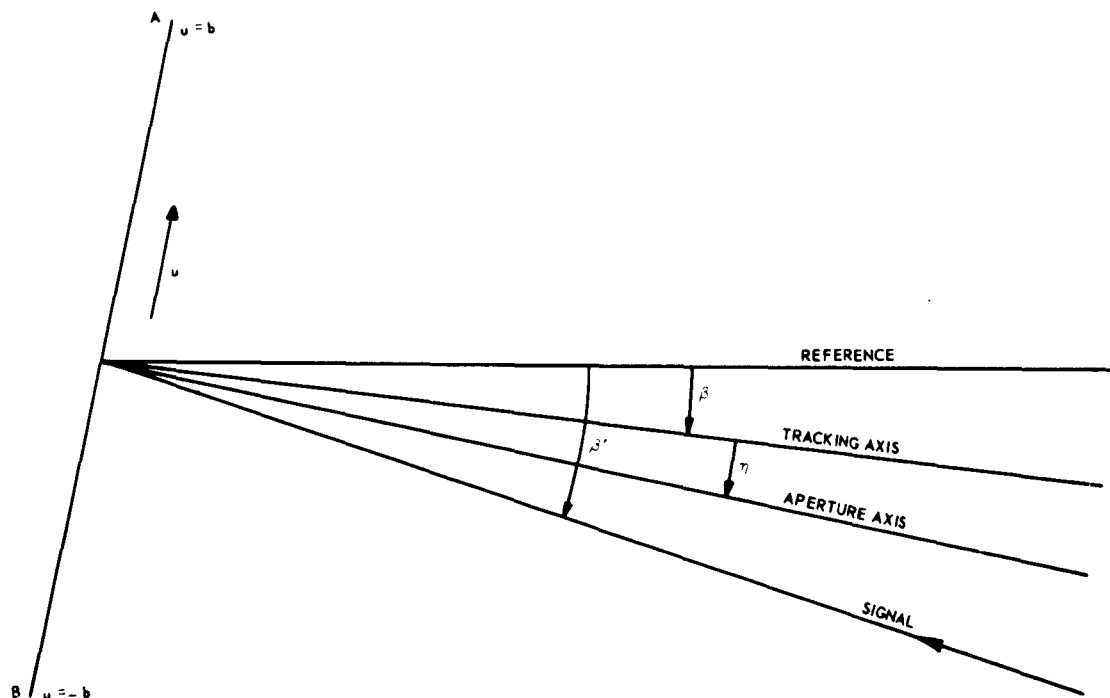 A u = b
u
REFERENCE
β
TRACKING AXIS
β'
η
APERTURE AXIS
SIGNAL
B u = - b